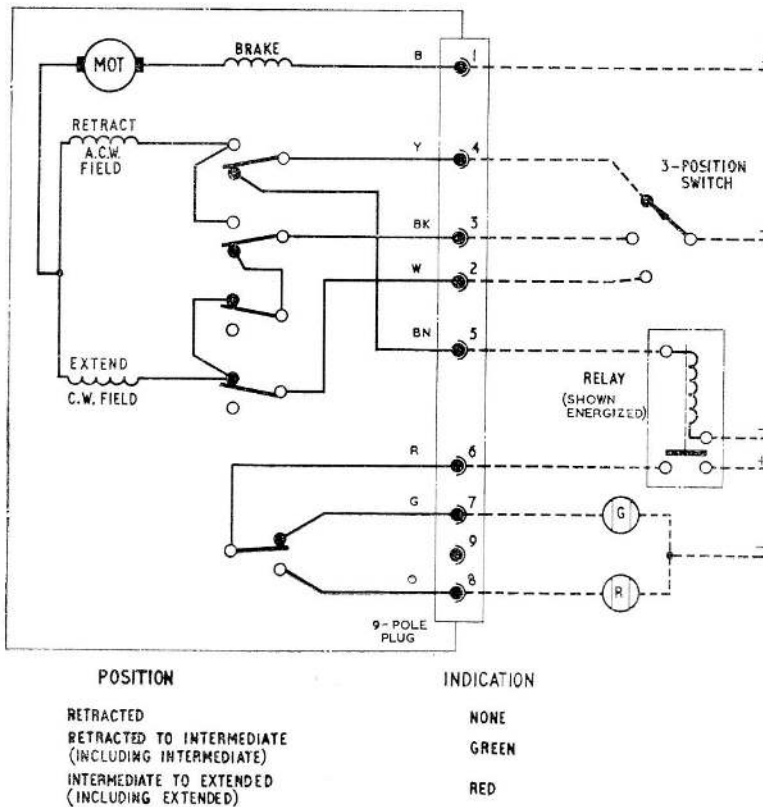 MOT
BRAKE
B
1
RETRACT
A.C.W.
FIELD
Y
4
3-POSITION
SWITCH
BK
3
W
2
BN
5
EXTEND
C.W. FIELD
RELAY
(SHOWN
ENERGIZED)
R
6
G
7
G
9
O
8
R
9-POLE
PLUG
POSITION
INDICATION
RETRACTED
NONE
RETRACTED TO INTERMEDIATE
(INCLUDING INTERMEDIATE)
GREEN
INTERMEDIATE TO EXTENDED
(INCLUDING EXTENDED)
RED